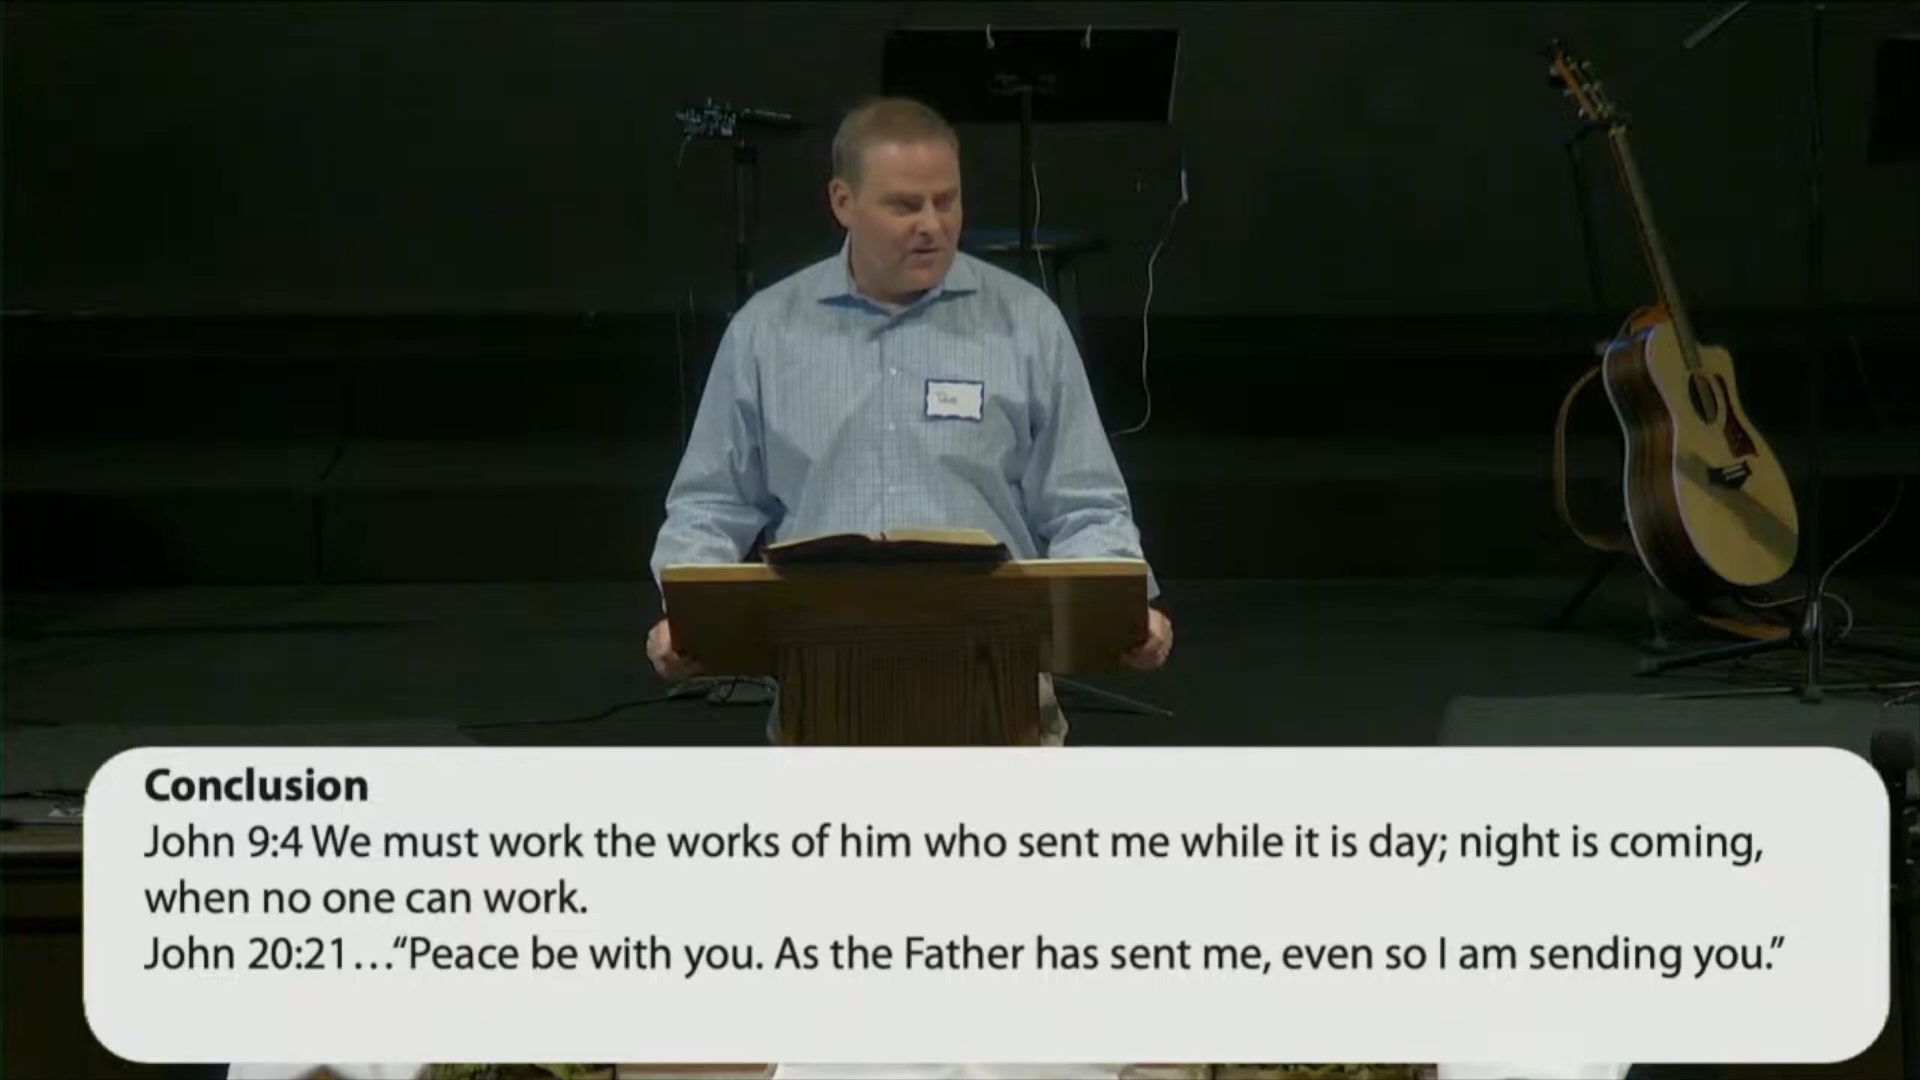 Conclusion
John 9:4 We must work the works of him who sent me while it is day; night is coming,
when no one can work.
John 20:21…“Peace be with you. As the Father has sent me, even so I am sending you.”